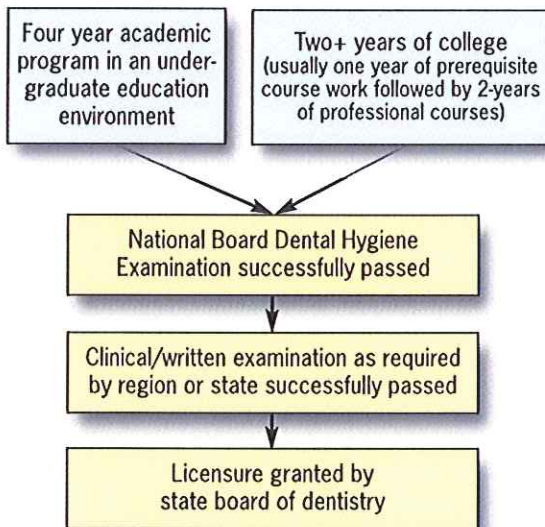 Four year academic
program in an under-
graduate education
environment
Two+ years of college
(usually one year of prerequisite
course work followed by 2-years
of professional courses)
National Board Dental Hygiene
Examination successfully passed
Clinical/written examination as required
by region or state successfully passed
Licensure granted by
state board of dentistry